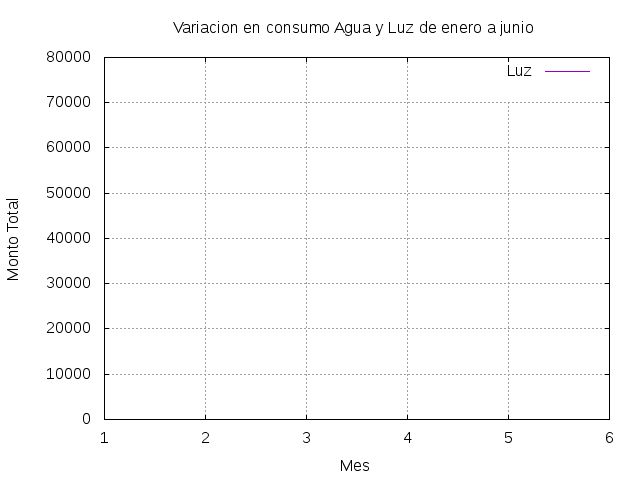 Variacion en consumo Agua y Luz de enero a junio
80000
Luz
70000
60000
50000
40000
30000
20000
10000
0
Monto Total
1 2 3 4 5 6
Mes